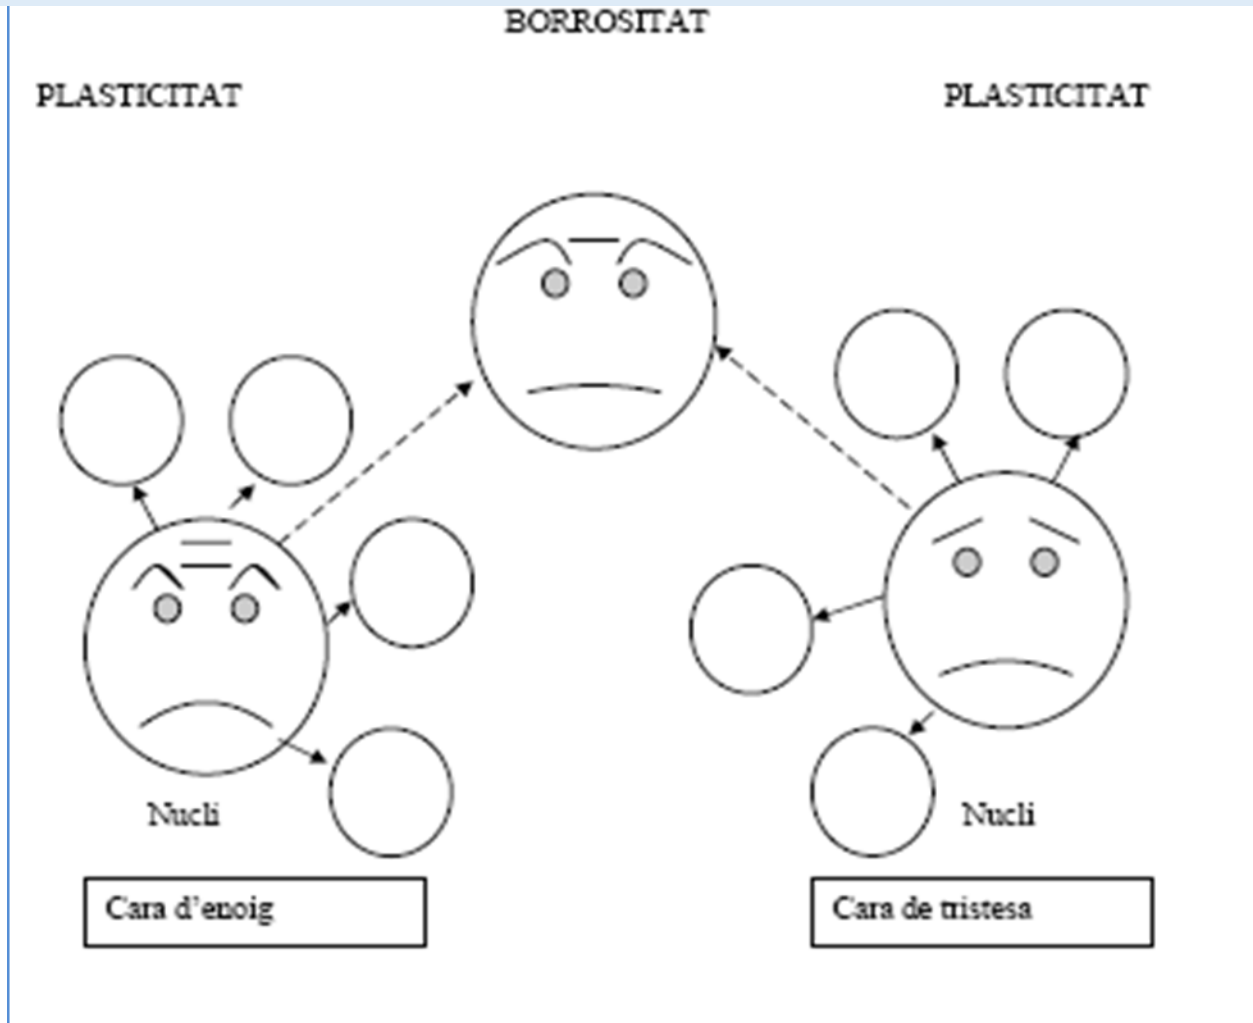 BORROSITAT
PLASTICITAT
PLASTICITAT
Nucli
Nucli
Cara d'enoig
Cara de tristesa